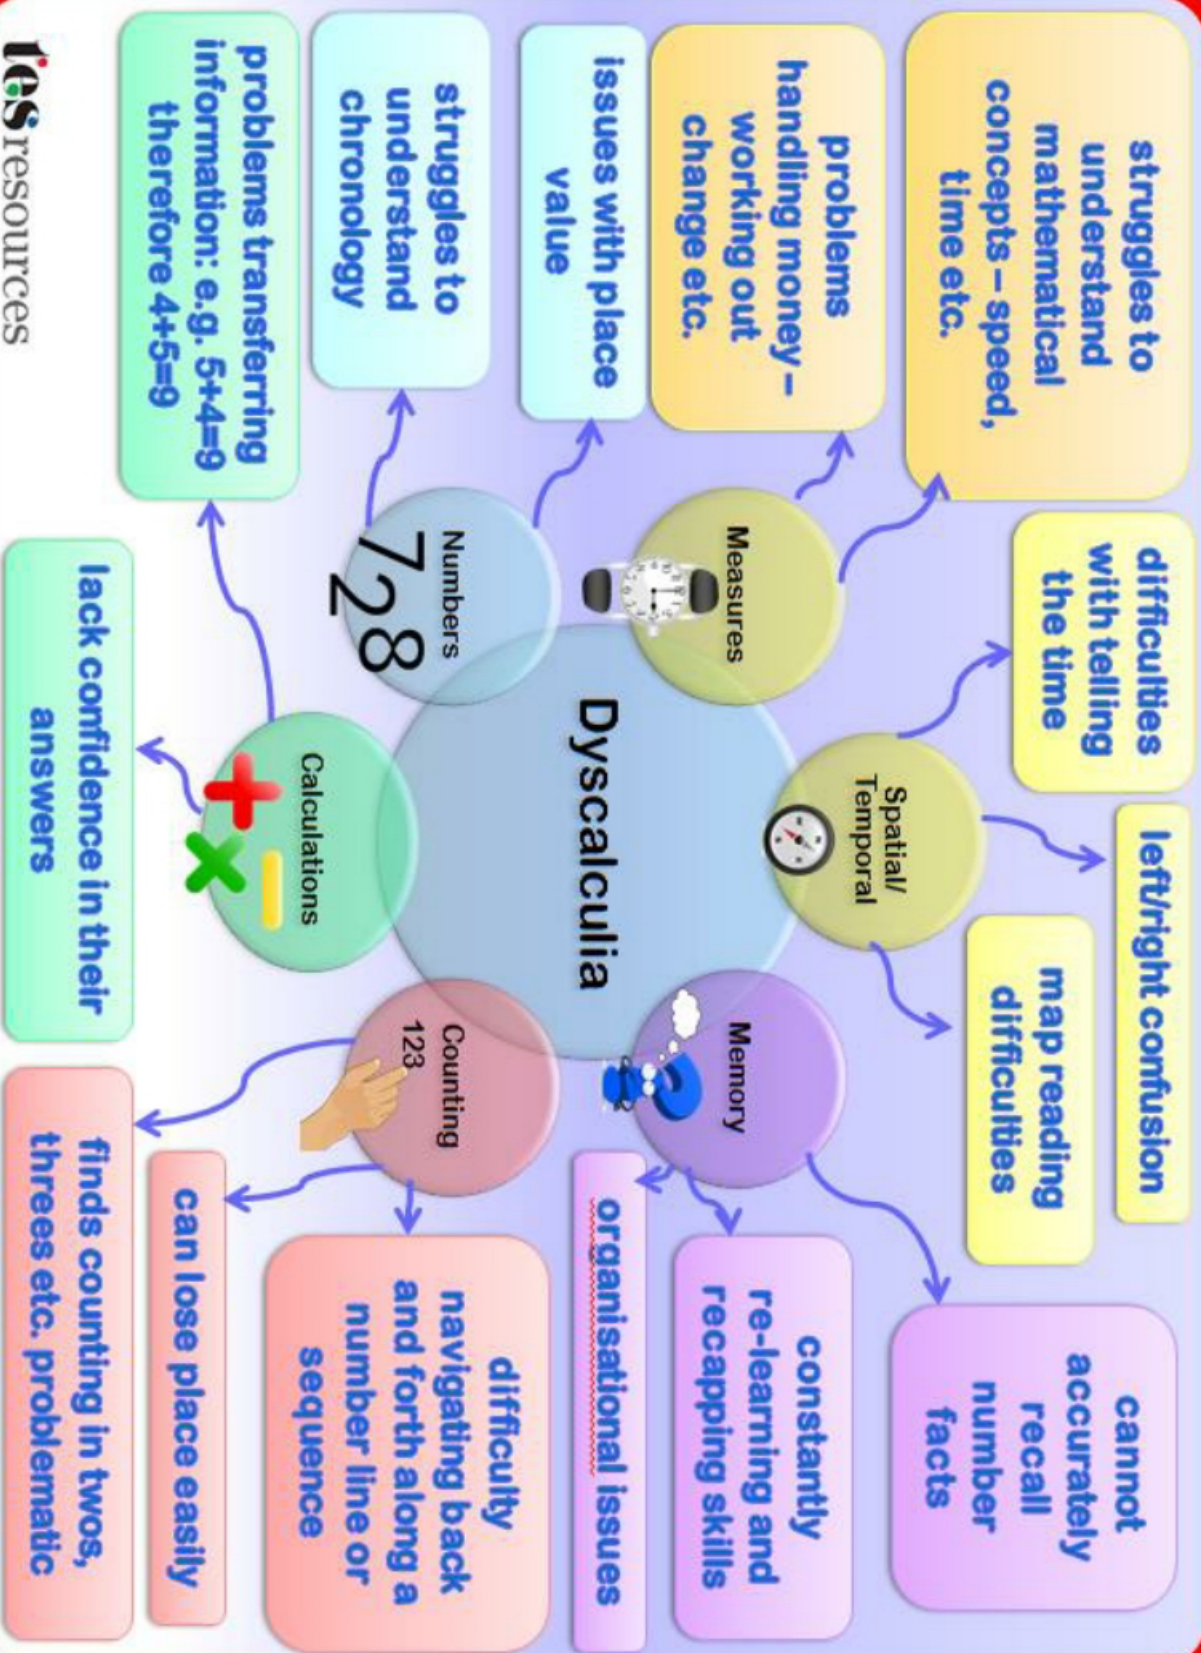 struggles to
understand
mathematical
concepts – speed,
time etc.
difficulties
with telling
the time
left/right confusion
map reading
difficulties
cannot
accurately
recall
number
facts
problems
handling money –
working out
change etc.
Measures
Spatial/
Temporal
Memory
constantly
re-learning and
recapping skills
issues with place
value
Dyscalculia
organisational issues
struggles to
understand
chronology
Numbers
728
Counting
123
difficulty
navigating back
and forth along a
number line or
sequence
problems transferring
information: e.g. 5+4=9
therefore 4+5=9
Calculations
can lose place easily
lack confidence in their
answers
finds counting in twos,
threes etc. problematic
tes resources